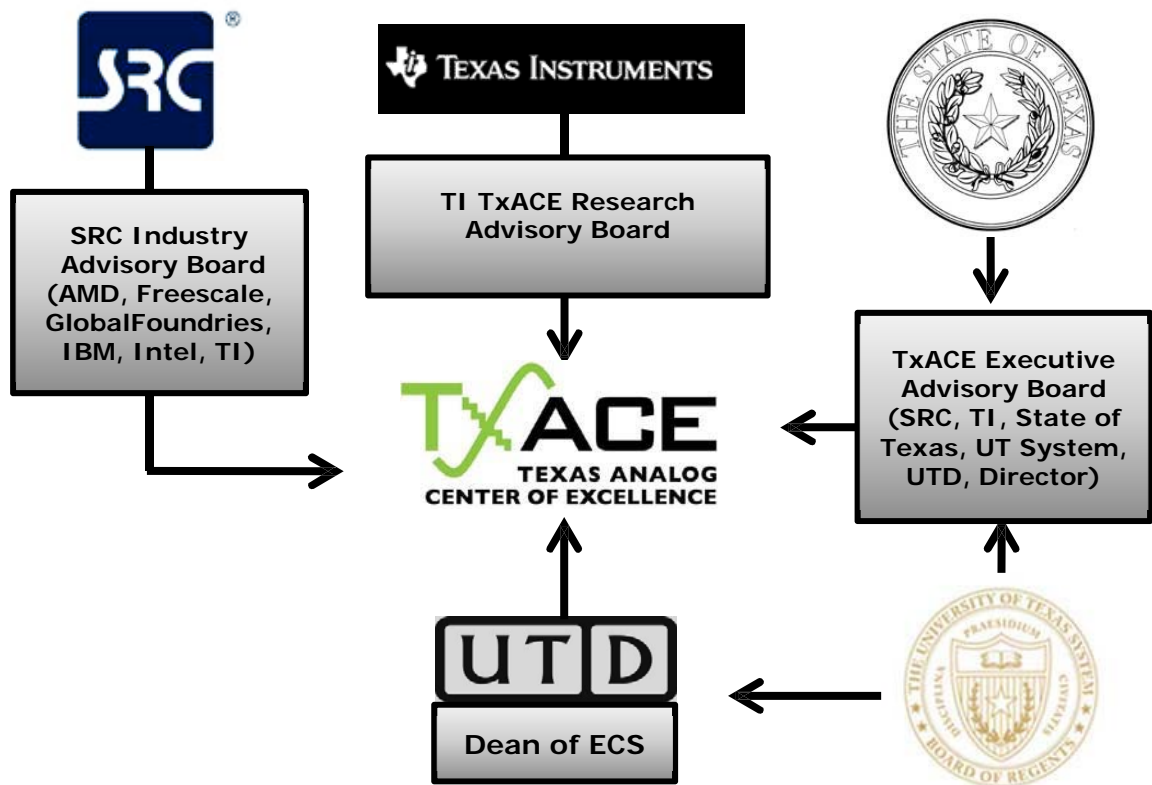 SRC ®
TEXAS INSTRUMENTS
THE STATE OF TEXAS
SRC Industry
Advisory Board
(AMD, Freescale,
GlobalFoundries,
IBM, Intel, TI)
TI TxACE Research
Advisory Board
TxACE Executive
Advisory Board
(SRC, TI, State of
Texas, UT System,
UTD, Director)
TxACE
TEXAS ANALOG
CENTER OF EXCELLENCE
UTD
Dean of ECS
THE UNIVERSITY OF TEXAS SYSTEM
PRAESIDIUM
DISCIPLINA
CIVITATIS
BOARD OF REGENTS